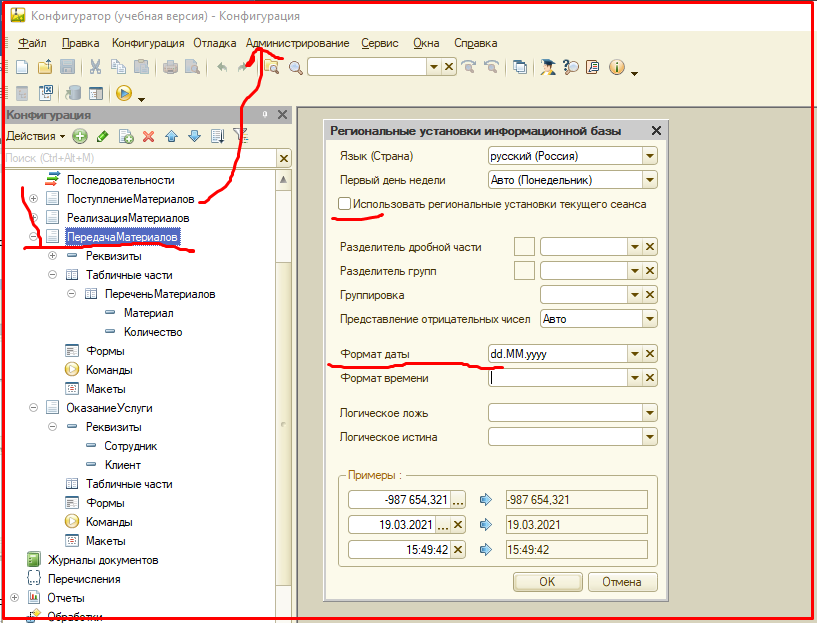 Конфигуратор (учебная версия) - Конфигурация
Файл Правка Конфигурация Отладка Администрирование Сервис Окна Справка
Конфигурация
Действия
Поиск (Ctrl+Alt+M)
Последовательности
ПоступлениеМатериалов
РеализацияМатериалов
ПередачаМатериалов
Реквизиты
Табличные части
ПереченьМатериалов
Материал
Количество
Формы
Команды
Макеты
ОказаниеУслуги
Реквизиты
Сотрудник
Клиент
Табличные части
Формы
Команды
Макеты
Журналы документов
Перечисления
Отчеты
Обработки
Региональные установки информационной базы
Язык (Страна) русский (Россия)
Первый день недели Авто (Понедельник)
Использовать региональные установки текущего сеанса
Разделитель дробной части
Разделитель групп
Группировка
Представление отрицательных чисел Авто
Формат даты dd.MM.yyyy
Формат времени
Логическое ложь
Логическое истина
Примеры :
-987 654,321 ... -987 654,321
19.03.2021 ... 19.03.2021
15:49:42 15:49:42
OK Отмена